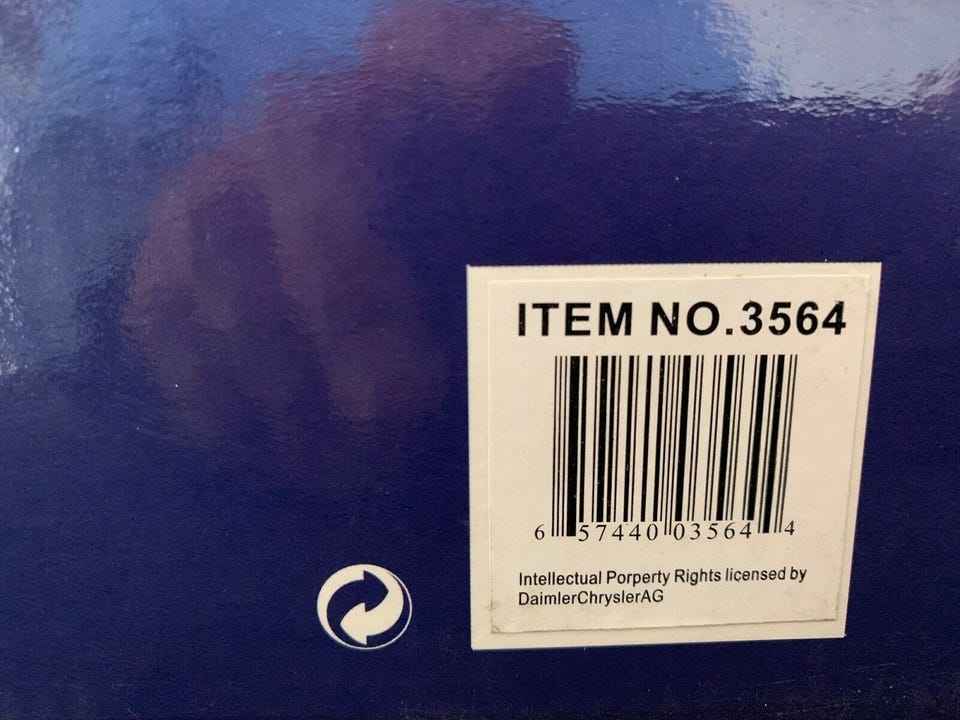 ITEM NO.3564
6 57440 03564 4
Intellectual Porperty Rights licensed by
DaimlerChryslerAG